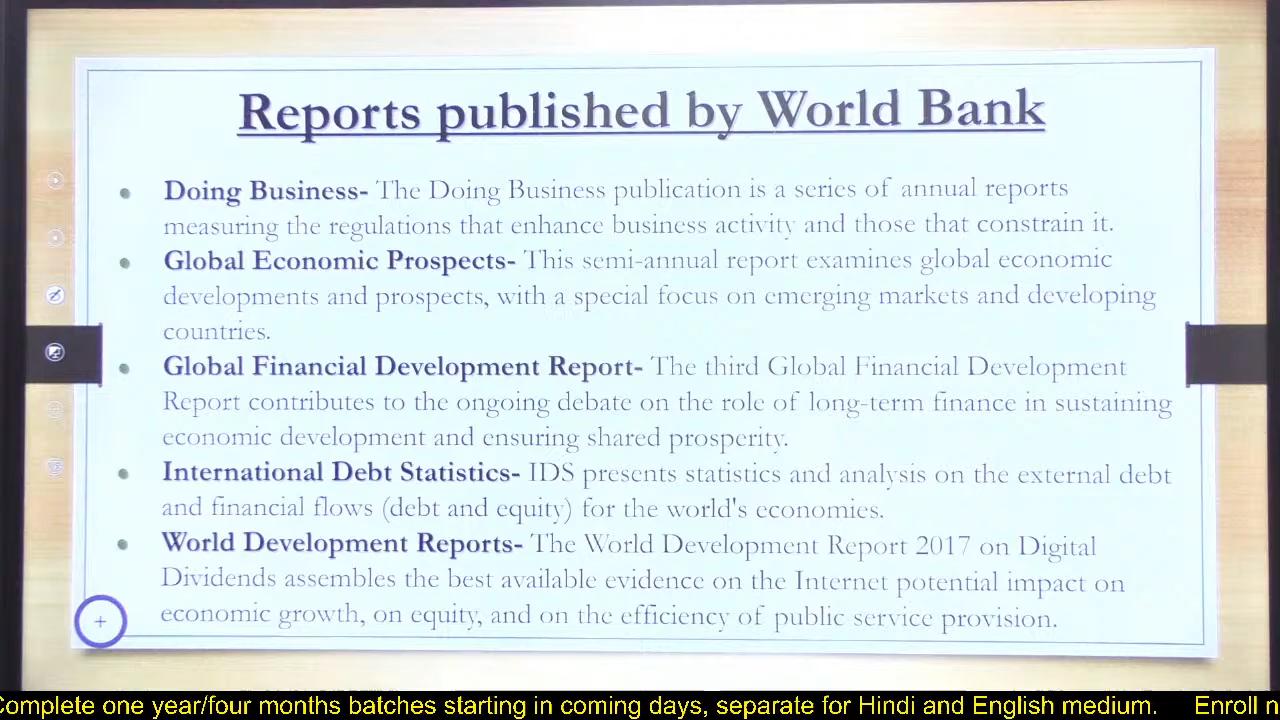 Reports published by World Bank
• Doing Business- The Doing Business publication is a series of annual reports
measuring the regulations that enhance business activity and those that constrain it.
• Global Economic Prospects- This semi-annual report examines global economic
developments and prospects, with a special focus on emerging markets and developing
countries.
• Global Financial Development Report- The third Global Financial Development
Report contributes to the ongoing debate on the role of long-term finance in sustaining
economic development and ensuring shared prosperity.
• International Debt Statistics- IDS presents statistics and analysis on the external debt
and financial flows (debt and equity) for the world's economies.
• World Development Reports- The World Development Report 2017 on Digital
Dividends assembles the best available evidence on the Internet potential impact on
economic growth, on equity, and on the efficiency of public service provision.
Complete one year/four months batches starting in coming days, separate for Hindi and English medium. Enroll n